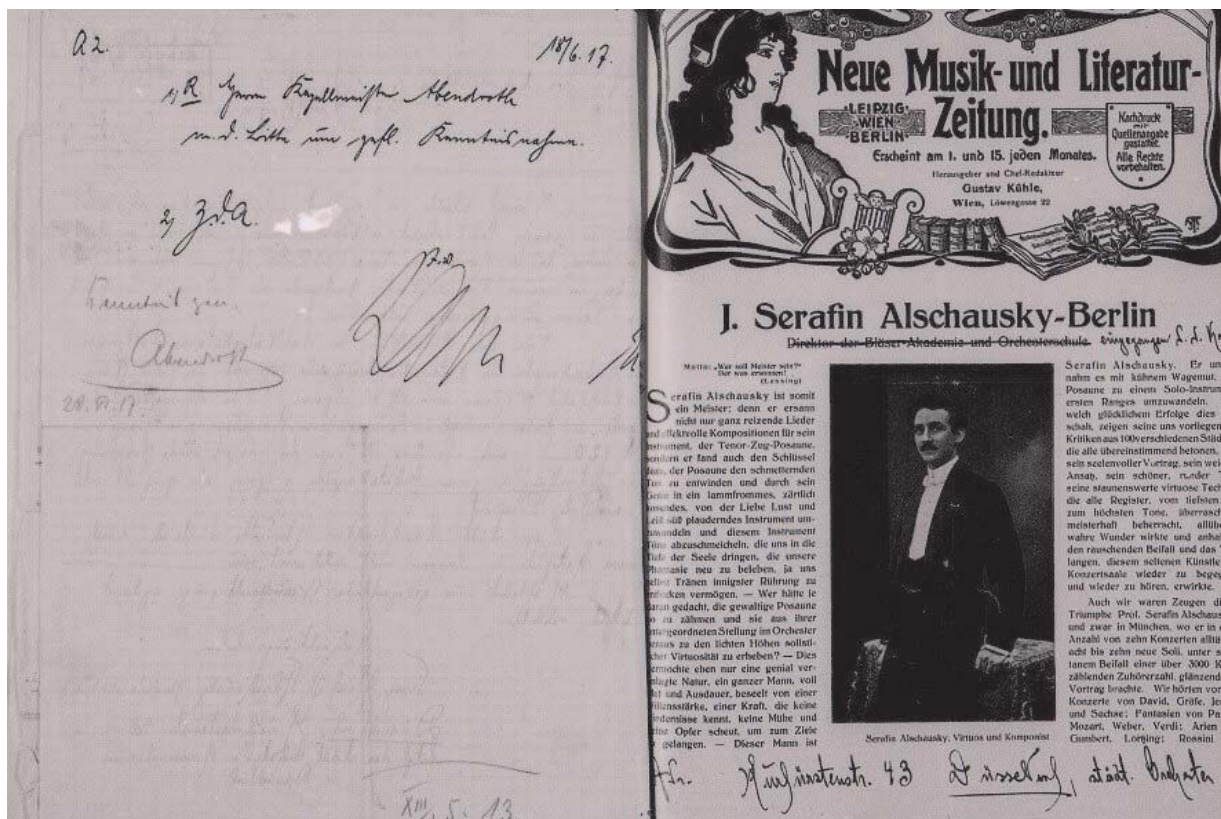 A 2.
18/6. 17.
1) R Herrn Kapellmeister Abendroth
m. d. Bitte um gefl. Kenntnisnahme.
2) ZdA.
Kenntnis gen.
Abendroth
28. VI. 17.
Neue Musik- und Literatur-
·LEIPZIG·
·WIEN·
BERLIN·
Zeitung.
Nachdrucke
mit
Quellenangabe
gestattet.
Alle Rechte
vorbehalten.
Erscheint am 1. und 15. jeden Monates.
Herausgeber und Chef-Redakteur
Gustav Kühle,
Wien, Löwengasse 22
J. Serafin Alschausky-Berlin
Direktor der Bläser-Akademie und Orchesterschule eingegangen
Motto: „Wer soll Meister sein?"
Der was ersonnen!
(Lessing)
Serafin Alschausky ist somit
ein Meister; denn er ersann
nicht nur ganz reizende Lieder
und effektvolle Kompositionen für sein
Instrument, der Tenor-Zug-Posaune,
sondern er fand auch den Schlüssel
dazu, der Posaune den schmetternden
Ton zu entwinden und durch sein
Genie in ein lammfrommes, zärtlich
kosendes, von der Liebe Lust und
Leid süß plauderndes Instrument um-
zuwandeln und diesem Instrument
Töne abzuschmeicheln, die uns in die
Tiefe der Seele dringen, die unsere
Phantasie neu zu beleben, ja uns
selbst Tränen innigster Rührung zu
entlocken vermögen. — Wer hätte je
daran gedacht, die gewaltige Posaune
so zu zähmen und sie aus ihrer
untergeordneten Stellung im Orchester
heraus zu den lichten Höhen solisti-
scher Virtuosität zu erheben? — Dies
vermochte eben nur eine genial ver-
anlagte Natur, ein ganzer Mann, voll
und Ausdauer, beseelt von einer
Willensstärke, einer Kraft, die keine
Hindernisse kennt, keine Mühe und
Opfer scheut, um zum Ziele
gelangen. — Dieser Mann ist
Serafin Alschausky, Virtuos und Komponist
Serafin Alschausky. Er un
nahm es mit kühnem Wagemut,
Posaune zu einem Solo-Instrum
ersten Ranges umzuwandeln.
welch glücklichem Erfolge dies
schah, zeigen seine uns vorliegen
Kritiken aus 100 verschiedenen Städ
die alle übereinstimmend betonen,
sein seelenvoller Vortrag, sein wei
Ansatz, sein schöner, runder T
seine staunenswerte virtuose Tech
die alle Register, vom tiefsten
zum höchsten Tone, überrasch
meisterhaft beherrscht, allübe
wahre Wunder wirkte und anhal
den rauschenden Beifall und das
langen, diesem seltenen Künstle
Konzertsaale wieder zu begeg
und wieder zu hören, erwirkte.
Auch wir waren Zeugen di
Triumphe Prof. Serafin Alschaus
und zwar in München, wo er in
Anzahl von zehn Konzerten alltä
acht bis zehn neue Soli, unter s
tanem Beifall einer über 3000 K
zählenden Zuhörerzahl, glänzend
Vortrag brachte. Wir hörten von
Konzerte von David, Gräfe, Je
und Sachse; Fantasien von Pa
Mozart, Weber, Verdi; Arien
Gumbert, Lortzing; Rossini
Kurfürstenstr. 43 Düsseldorf, städt. Orchester
XIII. 5. 13